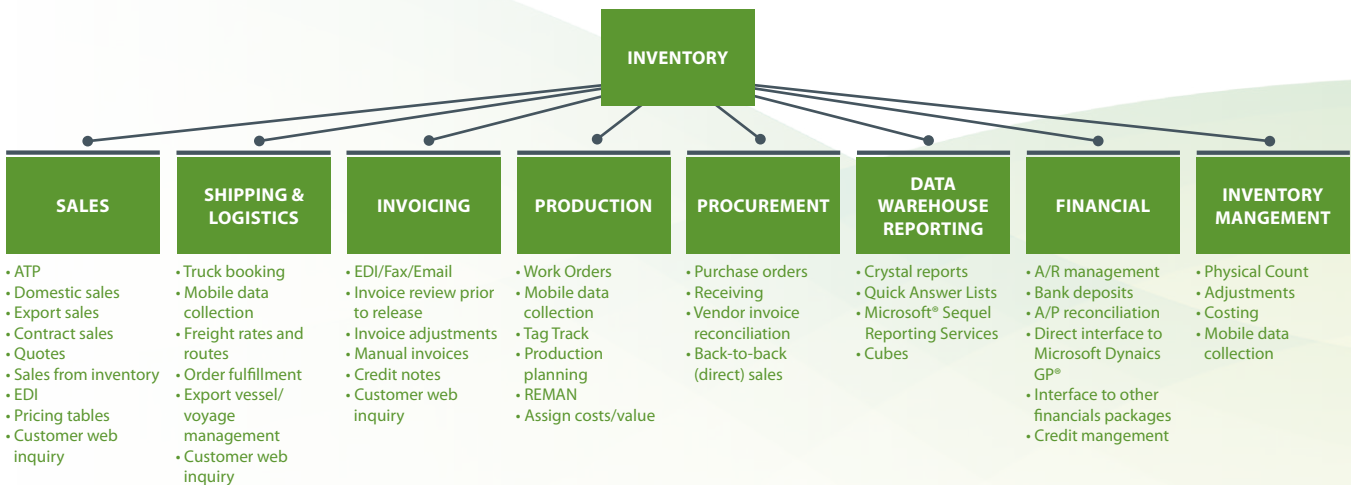 INVENTORY
SALES
• ATP
• Domestic sales
• Export sales
• Contract sales
• Quotes
• Sales from inventory
• EDI
• Pricing tables
• Customer web
inquiry
SHIPPING &
LOGISTICS
• Truck booking
• Mobile data
collection
• Freight rates and
routes
• Order fulfillment
• Export vessel/
voyage
management
• Customer web
inquiry
INVOICING
• EDI/Fax/Email
• Invoice review prior
to release
• Invoice adjustments
• Manual invoices
• Credit notes
• Customer web
inquiry
PRODUCTION
• Work Orders
• Mobile data
collection
• Tag Track
• Production
planning
• REMAN
• Assign costs/value
PROCUREMENT
• Purchase orders
• Receiving
• Vendor invoice
reconciliation
• Back-to-back
(direct) sales
DATA
WAREHOUSE
REPORTING
• Crystal reports
• Quick Answer Lists
• Microsoft® Sequel
Reporting Services
• Cubes
FINANCIAL
• A/R management
• Bank deposits
• A/P reconciliation
• Direct interface to
Microsoft Dynaics
GP®
• Interface to other
financials packages
• Credit mangement
INVENTORY
MANGEMENT
• Physical Count
• Adjustments
• Costing
• Mobile data
collection